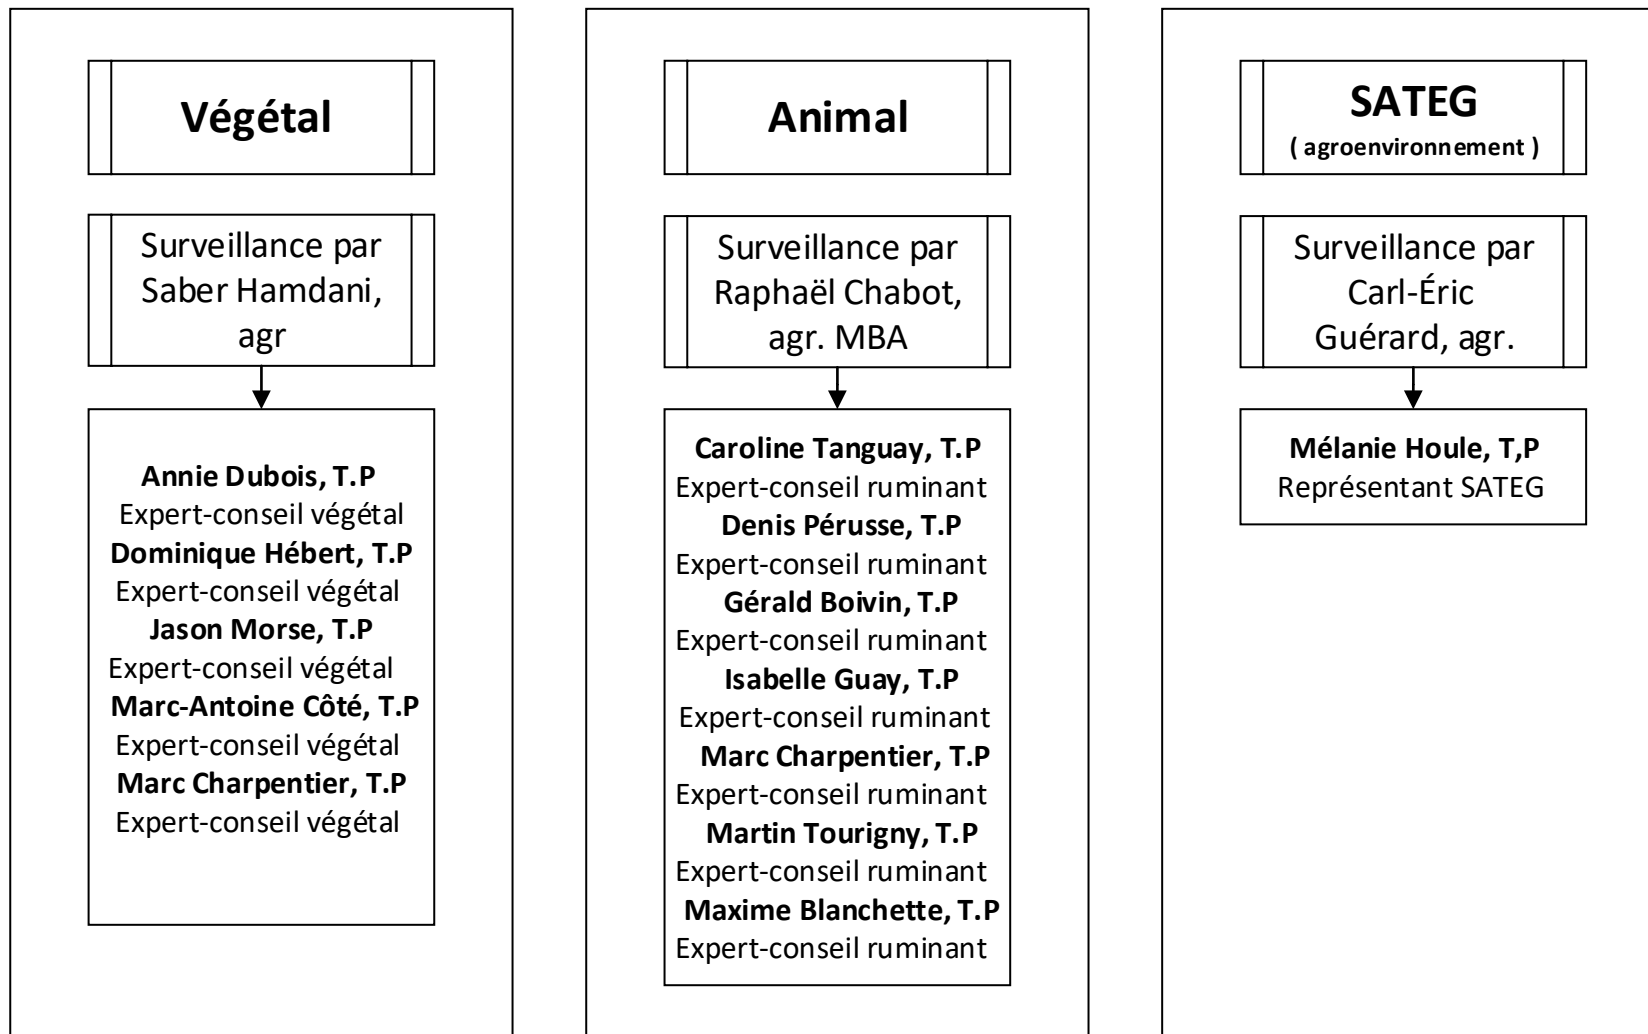 Végétal
Surveillance par
Saber Hamdani,
agr
Annie Dubois, T.P
Expert-conseil végétal
Dominique Hébert, T.P
Expert-conseil végétal
Jason Morse, T.P
Expert-conseil végétal
Marc-Antoine Côté, T.P
Expert-conseil végétal
Marc Charpentier, T.P
Expert-conseil végétal
Animal
Surveillance par
Raphaël Chabot,
agr. MBA
Caroline Tanguay, T.P
Expert-conseil ruminant
Denis Pérusse, T.P
Expert-conseil ruminant
Gérald Boivin, T.P
Expert-conseil ruminant
Isabelle Guay, T.P
Expert-conseil ruminant
Marc Charpentier, T.P
Expert-conseil ruminant
Martin Tourigny, T.P
Expert-conseil ruminant
Maxime Blanchette, T.P
Expert-conseil ruminant
SATEG
( agroenvironnement )
Surveillance par
Carl-Éric
Guérard, agr.
Mélanie Houle, T,P
Représentant SATEG